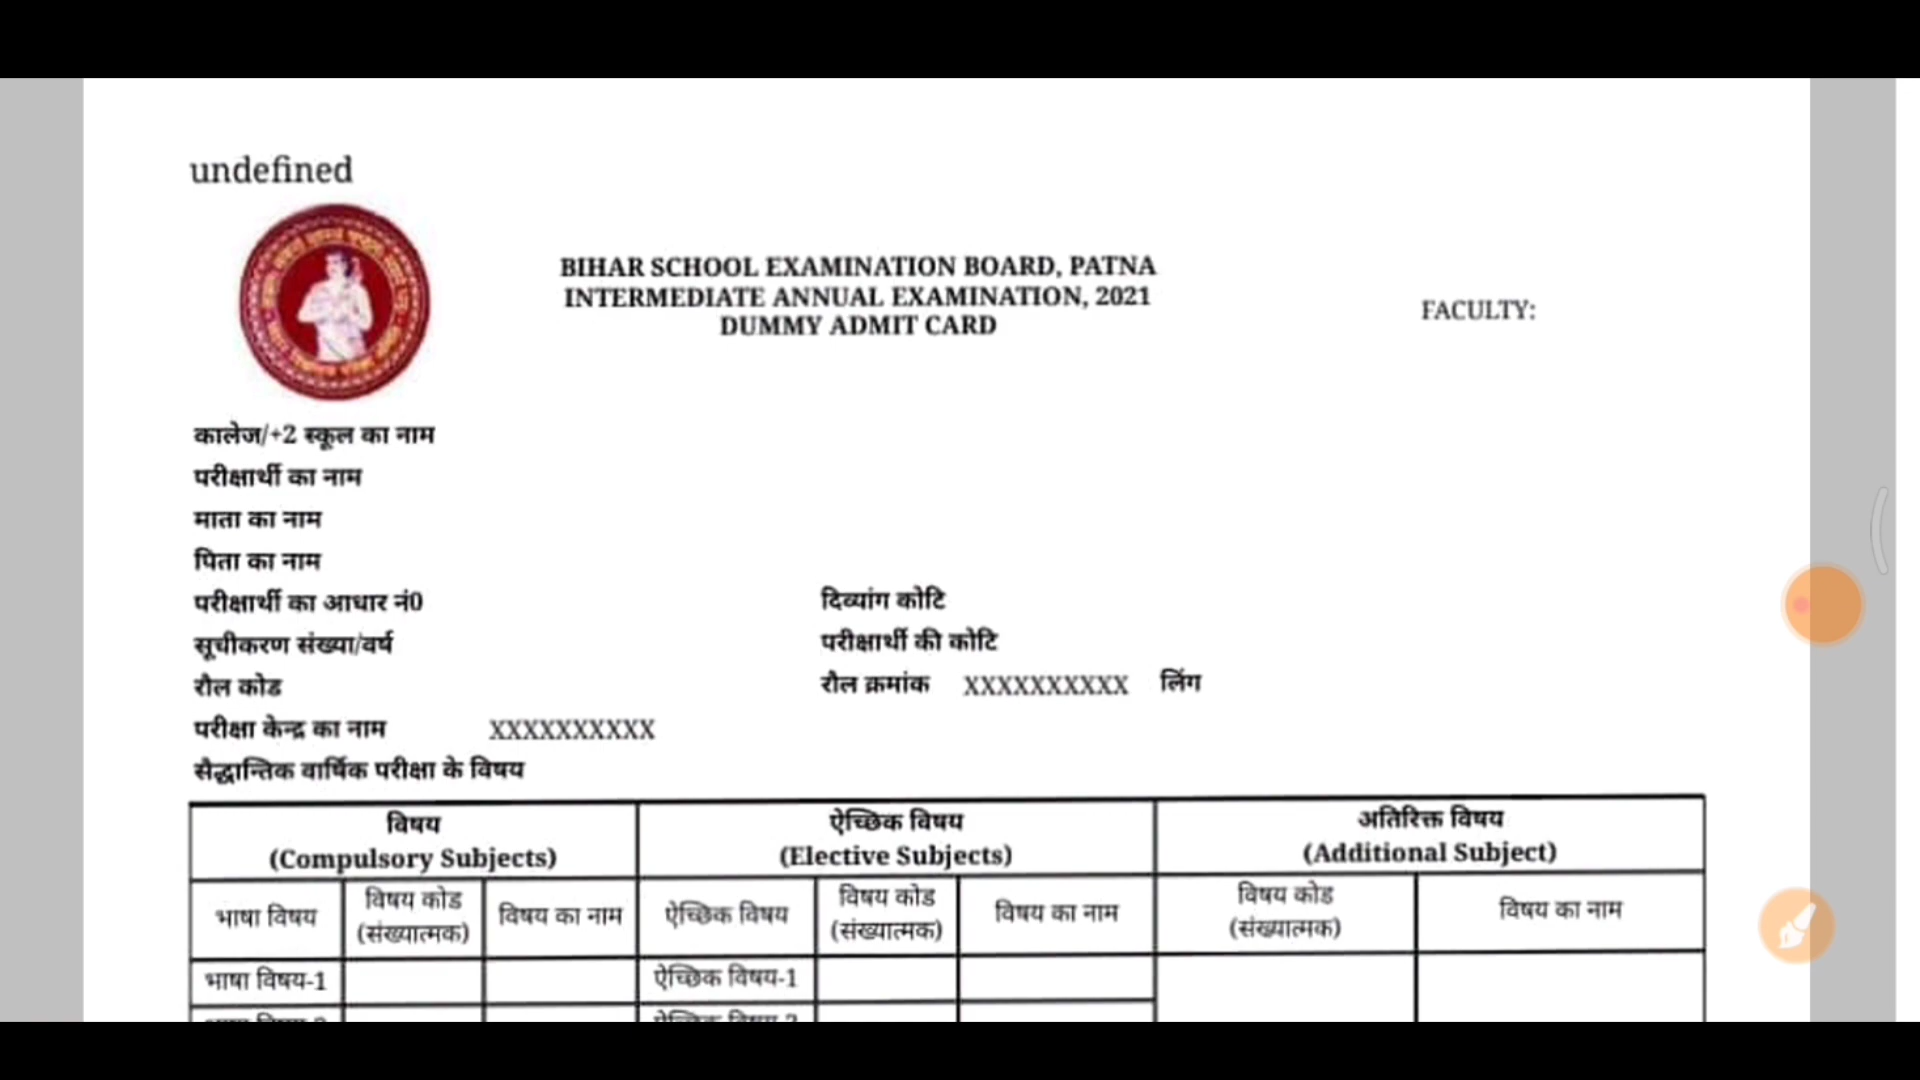 undefined
BIHAR SCHOOL EXAMINATION BOARD, PATNA
INTERMEDIATE ANNUAL EXAMINATION, 2021
DUMMY ADMIT CARD
FACULTY:
कालेज/+2 स्कूल का नाम
परीक्षार्थी का नाम
माता का नाम
पिता का नाम
परीक्षार्थी का आधार नं0 दिव्यांग कोटि
सूचीकरण संख्या/वर्ष परीक्षार्थी की कोटि
रौल कोड रौल क्रमांक XXXXXXXXXX लिंग
परीक्षा केन्द्र का नाम XXXXXXXXXX
सैद्धान्तिक वार्षिक परीक्षा के विषय
विषय ऐच्छिक विषय अतिरिक्त विषय
(Compulsory Subjects) (Elective Subjects) (Additional Subject)
भाषा विषय विषय कोड (संख्यात्मक) विषय का नाम ऐच्छिक विषय विषय कोड (संख्यात्मक) विषय का नाम विषय कोड (संख्यात्मक) विषय का नाम
भाषा विषय-1 ऐच्छिक विषय-1